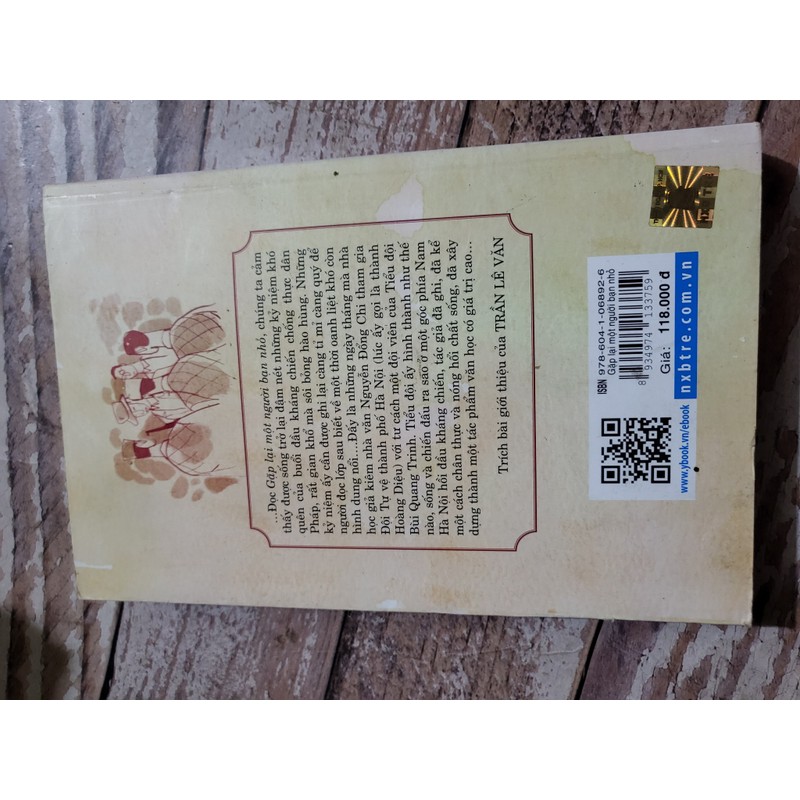 ...Đọc Gặp lại một người bạn nhỏ, chúng ta cảm
thấy được sống trở lại đậm nét những kỷ niệm khó
quên của buổi đầu kháng chiến chống thực dân
Pháp, rất gian khổ mà sôi bỏng hào hùng. Những
kỷ niệm ấy cần được ghi lại càng tỉ mỉ càng quý để
người đọc lớp sau biết về một thời oanh liệt khó còn
hình dung nổi....Đấy là những ngày tháng mà nhà
học giả kiêm nhà văn Nguyễn Đổng Chi tham gia
Đội Tự vệ thành phố Hà Nội (lúc ấy gọi là thành
Hoàng Diệu) với tư cách một đội viên của Tiểu đội
Bùi Quang Trinh. Tiểu đội ấy hình thành như thế
nào, sống và chiến đấu ra sao ở một góc phía Nam
Hà Nội hồi đầu kháng chiến, tác giả đã ghi, đã kể
một cách chân thực và nóng hổi chất sống, đã xây
dựng thành một tác phẩm văn học có giá trị cao...
Trích bài giới thiệu của TRẦN LÊ VĂN
www.ybook.vn/ebook
ISBN 978-604-1-06892-6
Gặp lại một người bạn nhỏ
8 934974 133759
Giá: 118.000 đ
nxbtre.com.vn